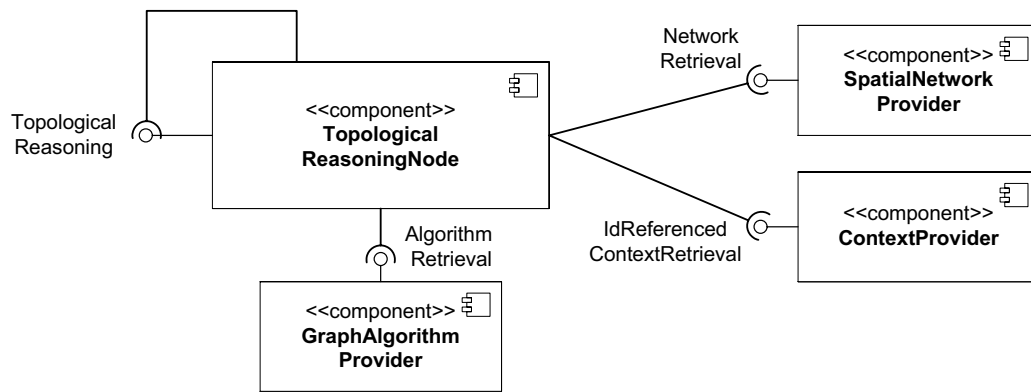 Topological
Reasoning
<<component>>
Topological
ReasoningNode
Network
Retrieval
<<component>>
SpatialNetwork
Provider
IdReferenced
ContextRetrieval
<<component>>
ContextProvider
Algorithm
Retrieval
<<component>>
GraphAlgorithm
Provider